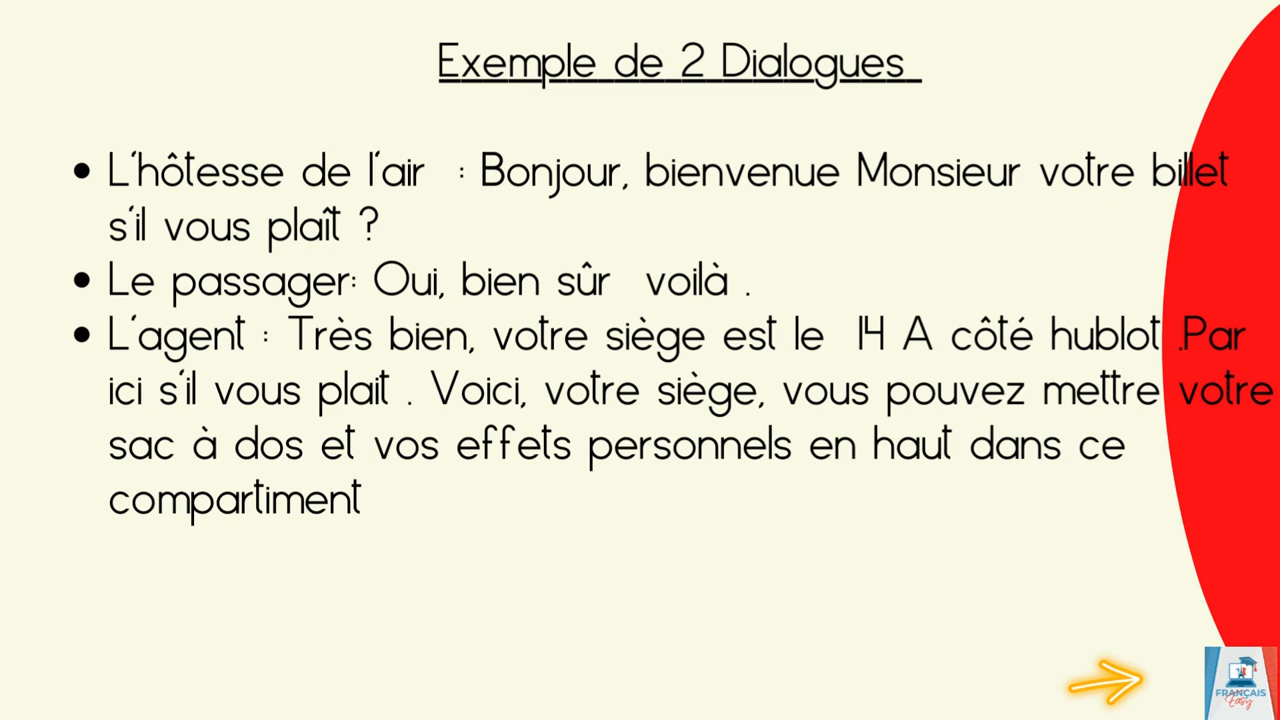 Exemple de 2 Dialogues
• L'hôtesse de l'air : Bonjour, bienvenue Monsieur votre billet
s'il vous plaît ?
• Le passager: Oui, bien sûr voilà .
• L'agent : Très bien, votre siège est le 14 A côté hublot .Par
ici s'il vous plait . Voici, votre siège, vous pouvez mettre votre
sac à dos et vos effets personnels en haut dans ce
compartiment
FRANÇAIS
Easy